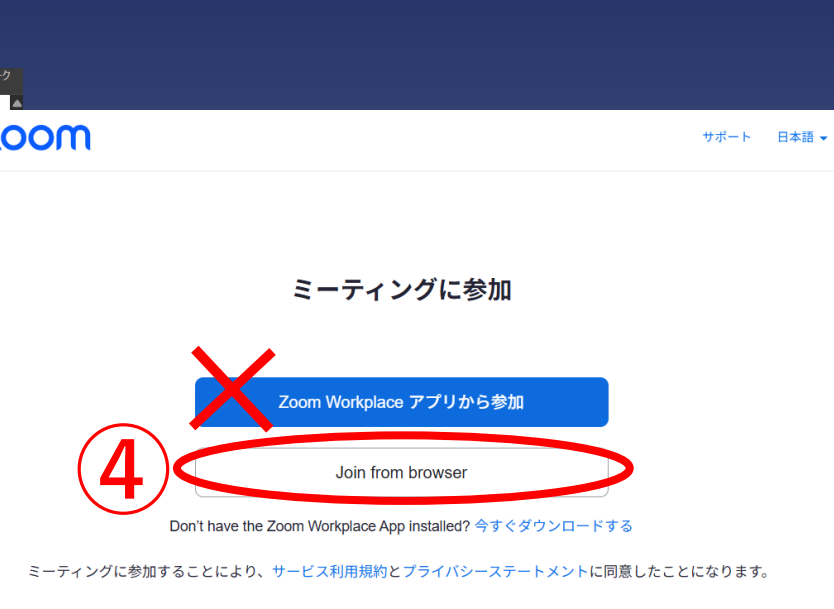 ーク
oom
サポート 日本語
ミーティングに参加
Zoom Workplace アプリから参加
④
Join from browser
Don't have the Zoom Workplace App installed? 今すぐダウンロードする
ミーティングに参加することにより、サービス利用規約とプライバシーステートメントに同意したことになります。